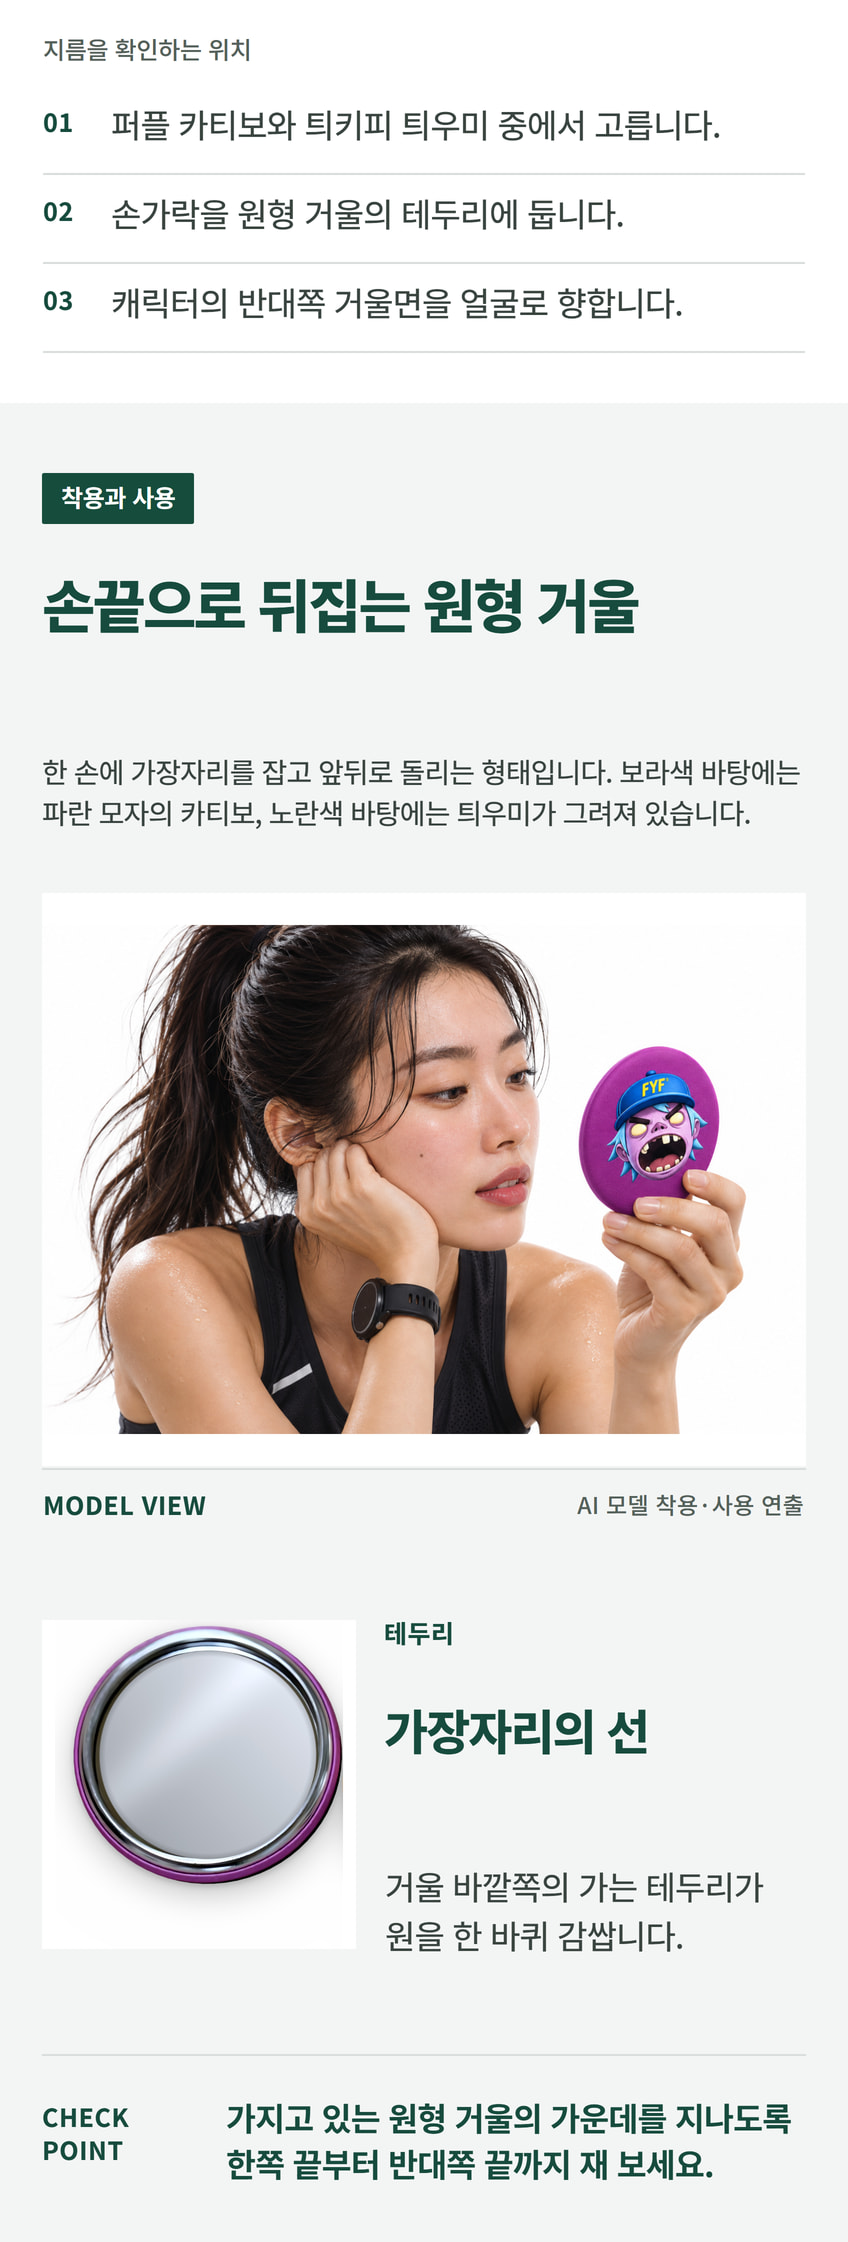 지름을 확인하는 위치
01 퍼플 카티보와 틔키피 틔우미 중에서 고릅니다.
02 손가락을 원형 거울의 테두리에 둡니다.
03 캐릭터의 반대쪽 거울면을 얼굴로 향합니다.
착용과 사용
손끝으로 뒤집는 원형 거울
한 손에 가장자리를 잡고 앞뒤로 돌리는 형태입니다. 보라색 바탕에는
파란 모자의 카티보, 노란색 바탕에는 틔우미가 그려져 있습니다.
FYF
MODEL VIEW
AI 모델 착용·사용 연출
테두리
가장자리의 선
거울 바깥쪽의 가는 테두리가
원을 한 바퀴 감쌉니다.
CHECK
POINT
가지고 있는 원형 거울의 가운데를 지나도록
한쪽 끝부터 반대쪽 끝까지 재 보세요.